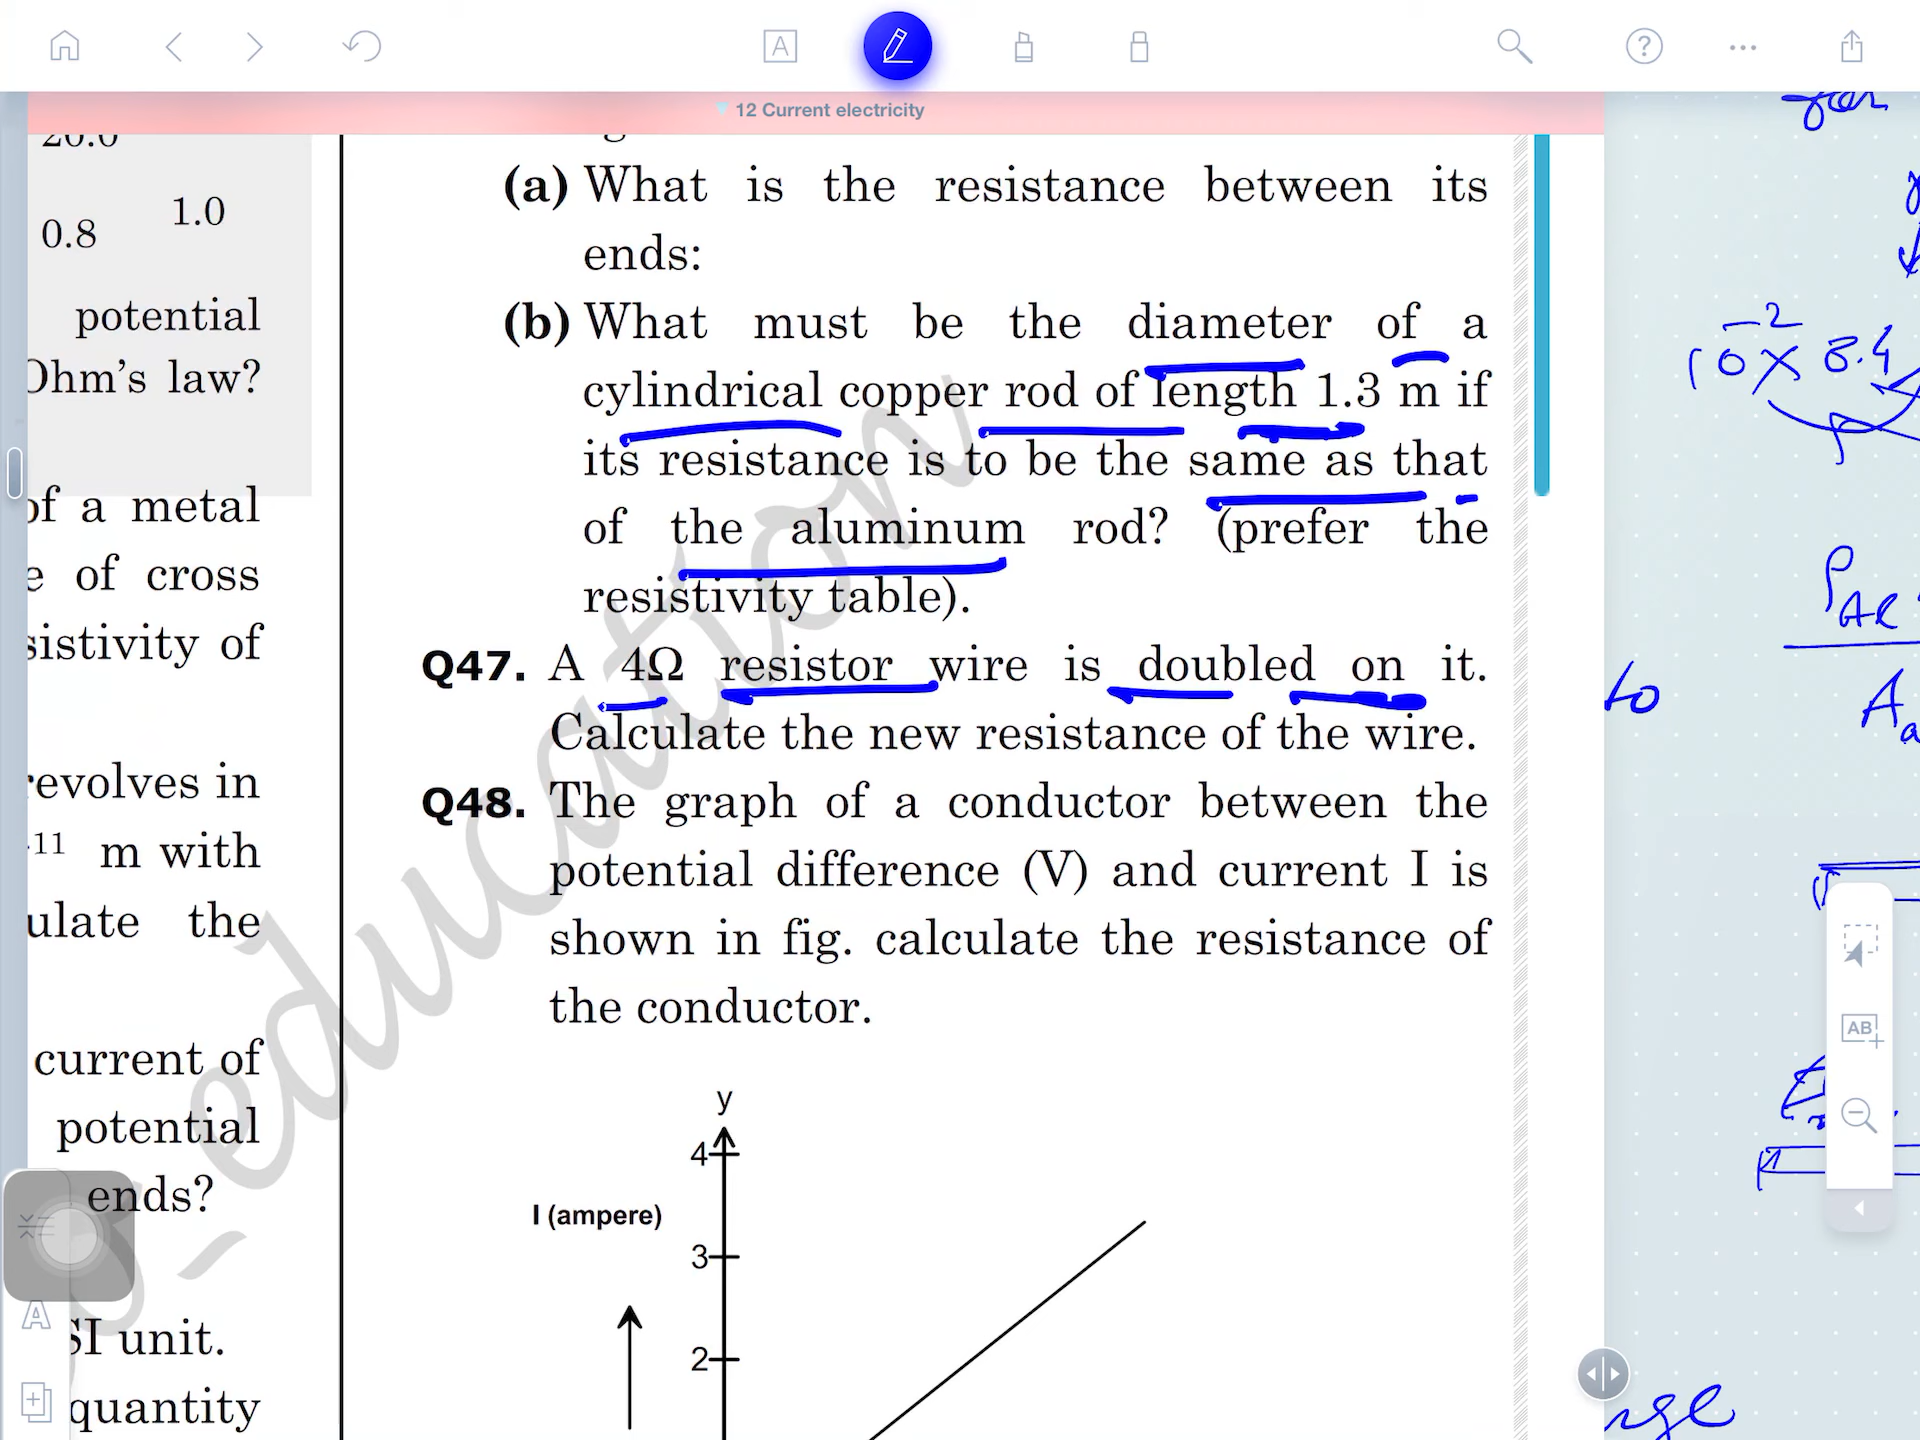 12 Current electricity
20.0
0.8 1.0
potential
Ohm's law?
of a metal
e of cross
sistivity of
revolves in
-11 m with
ulate the
current of
potential
ends?
SI unit.
quantity
(a) What is the resistance between its
ends:
(b) What must be the diameter of a
cylindrical copper rod of length 1.3 m if
its resistance is to be the same as that
of the aluminum rod? (prefer the
resistivity table).
Q47. A 4Ω resistor wire is doubled on it.
Calculate the new resistance of the wire.
Q48. The graph of a conductor between the
potential difference (V) and current I is
shown in fig. calculate the resistance of
the conductor.
y
4
I (ampere)
3
2
education
for
10⁻² × 8.4
ρAl
A
to
AB
A
A